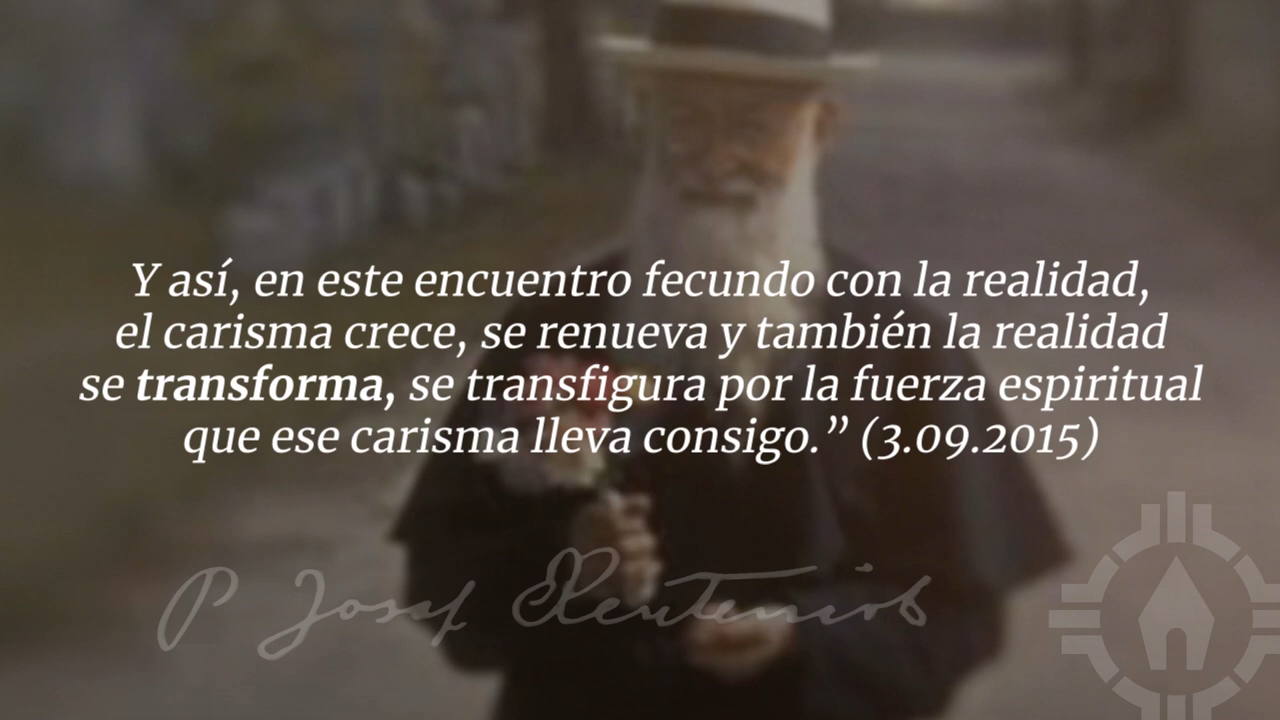 Y así, en este encuentro fecundo con la realidad,
el carisma crece, se renueva y también la realidad
se transforma, se transfigura por la fuerza espiritual
que ese carisma lleva consigo.” (3.09.2015)
P Josef Kentenich